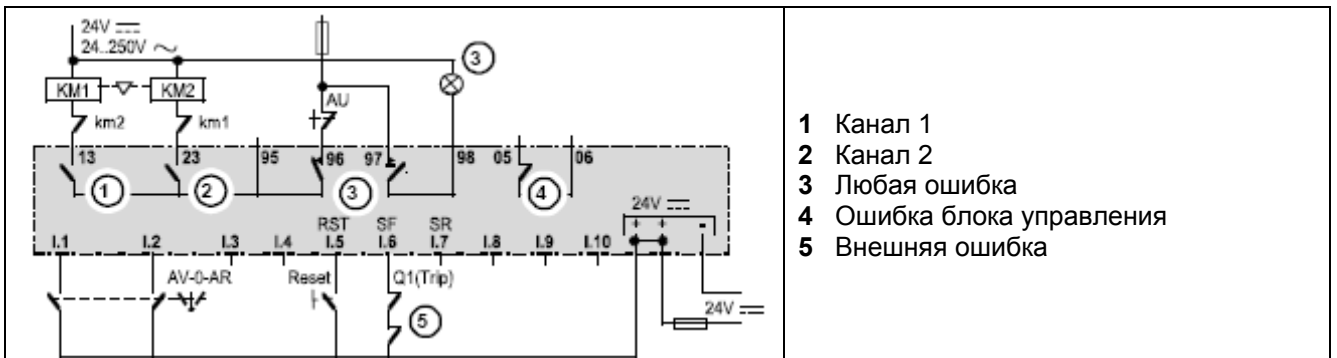 24V
24..250V
3
KM1
KM2
AU
km2
km1
13
23
95
96
97
98
05
06
1
2
3
4
24V
+
+
-
RST
SF
SR
I.1
I.2
I.3
I.4
I.5
I.6
I.7
I.8
I.9
I.10
AV-0-AR
Reset
Q1(Trip)
24V
5
1 Канал 1
2 Канал 2
3 Любая ошибка
4 Ошибка блока управления
5 Внешняя ошибка